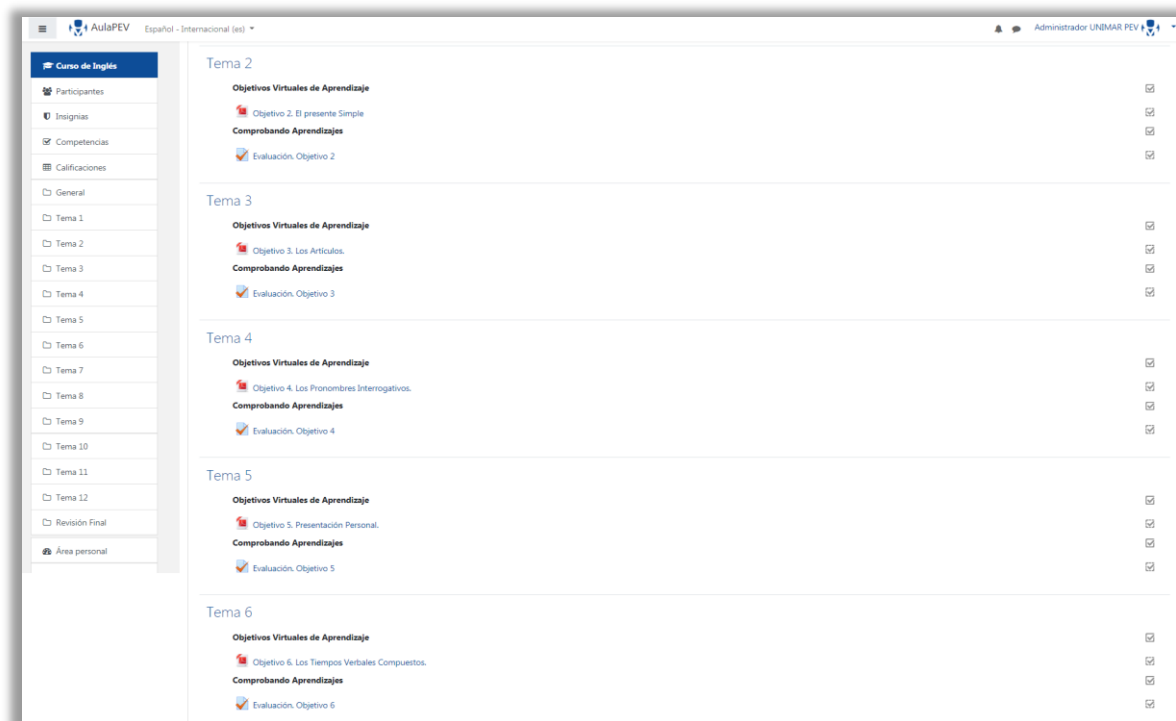 AulaPEV Español - Internacional (es) Administrador UNIMAR PEV
Curso de Inglés
Participantes
Insignias
Competencias
Calificaciones
General
Tema 1
Tema 2
Tema 3
Tema 4
Tema 5
Tema 6
Tema 7
Tema 8
Tema 9
Tema 10
Tema 11
Tema 12
Revisión Final
Área personal
Tema 2
Objetivos Virtuales de Aprendizaje
Objetivo 2. El presente Simple
Comprobando Aprendizajes
Evaluación. Objetivo 2
Tema 3
Objetivos Virtuales de Aprendizaje
Objetivo 3. Los Artículos.
Comprobando Aprendizajes
Evaluación. Objetivo 3
Tema 4
Objetivos Virtuales de Aprendizaje
Objetivo 4. Los Pronombres Interrogativos.
Comprobando Aprendizajes
Evaluación. Objetivo 4
Tema 5
Objetivos Virtuales de Aprendizaje
Objetivo 5. Presentación Personal.
Comprobando Aprendizajes
Evaluación. Objetivo 5
Tema 6
Objetivos Virtuales de Aprendizaje
Objetivo 6. Los Tiempos Verbales Compuestos.
Comprobando Aprendizajes
Evaluación. Objetivo 6